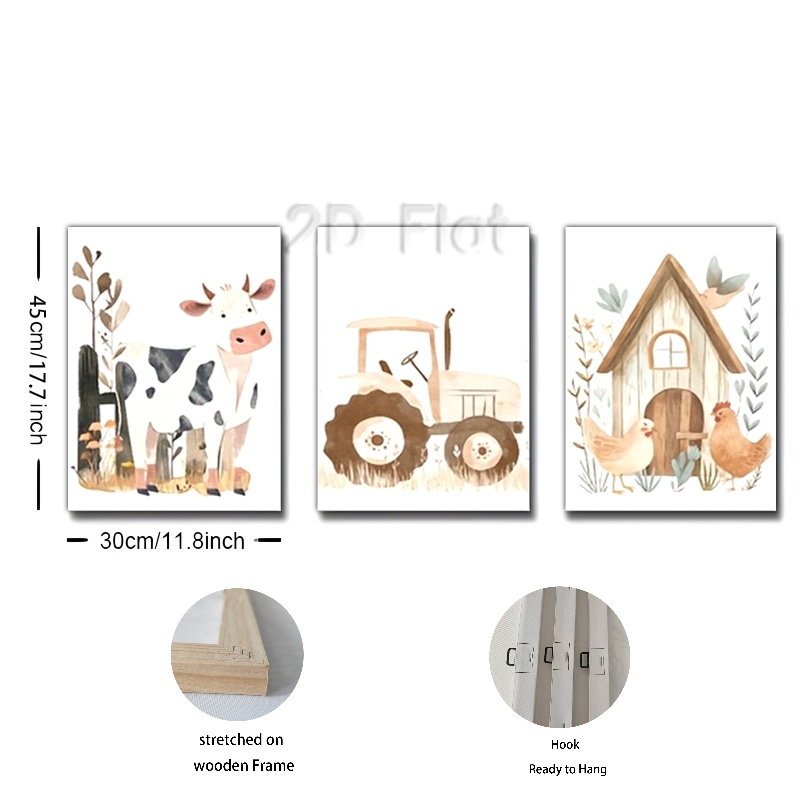 2D Flat
45cm/17.7inch
30cm/11.8inch
stretched on
wooden Frame
Hook
Ready to Hang